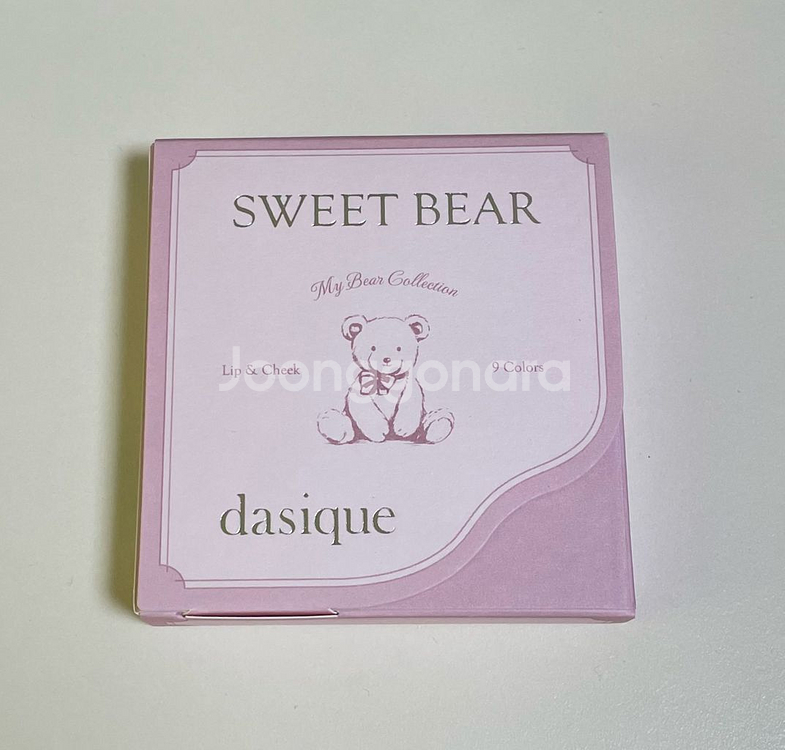 SWEET BEAR
My Bear Collection
Lip & Cheek
9 Colors
Joonggonara
dasique